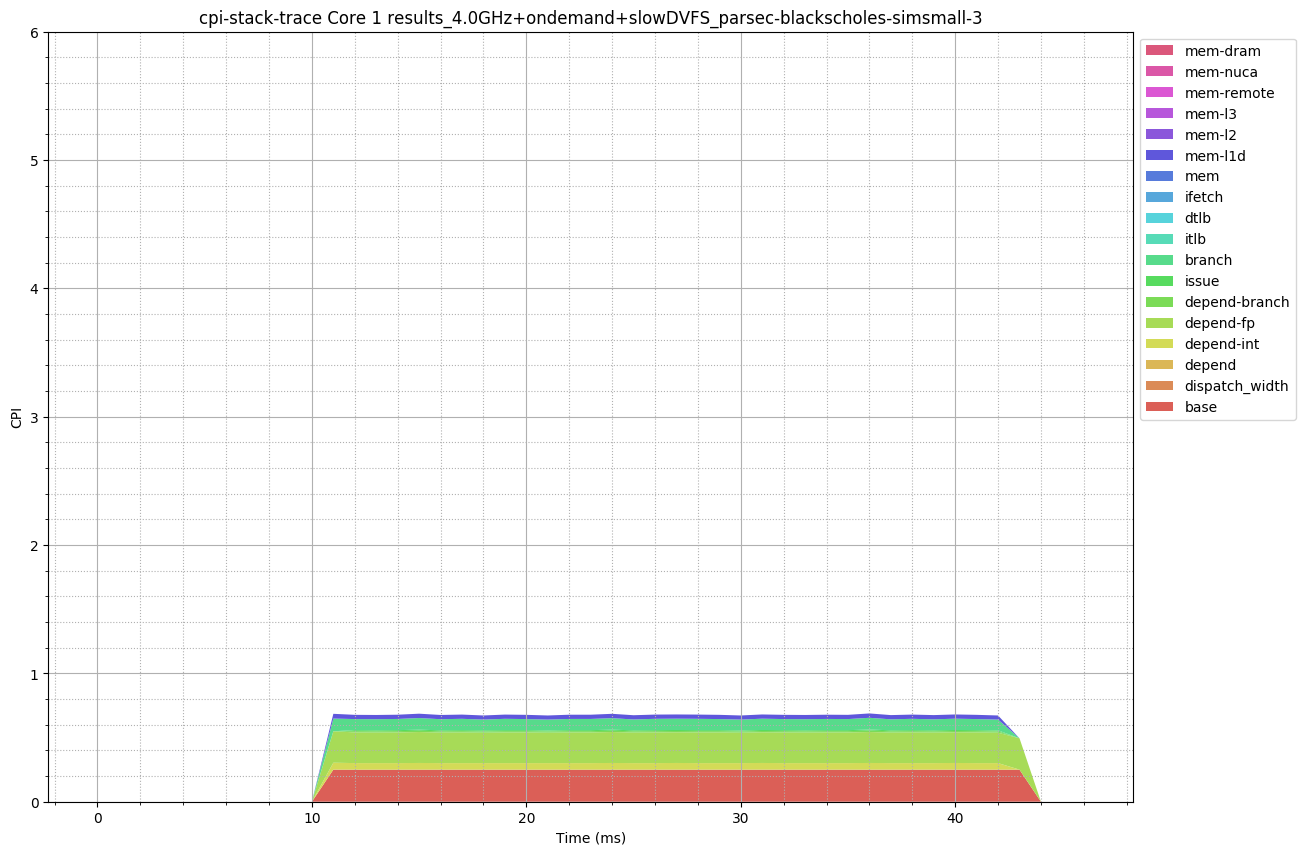 cpi-stack-trace Core 1 results_4.0GHz+ondemand+slowDVFS_parsec-blackscholes-simsmall-3
6
5
4
3
2
1
0
CPI
0 10 20 30 40
Time (ms)
mem-dram
mem-nuca
mem-remote
mem-l3
mem-l2
mem-l1d
mem
ifetch
dtlb
itlb
branch
issue
depend-branch
depend-fp
depend-int
depend
dispatch_width
base